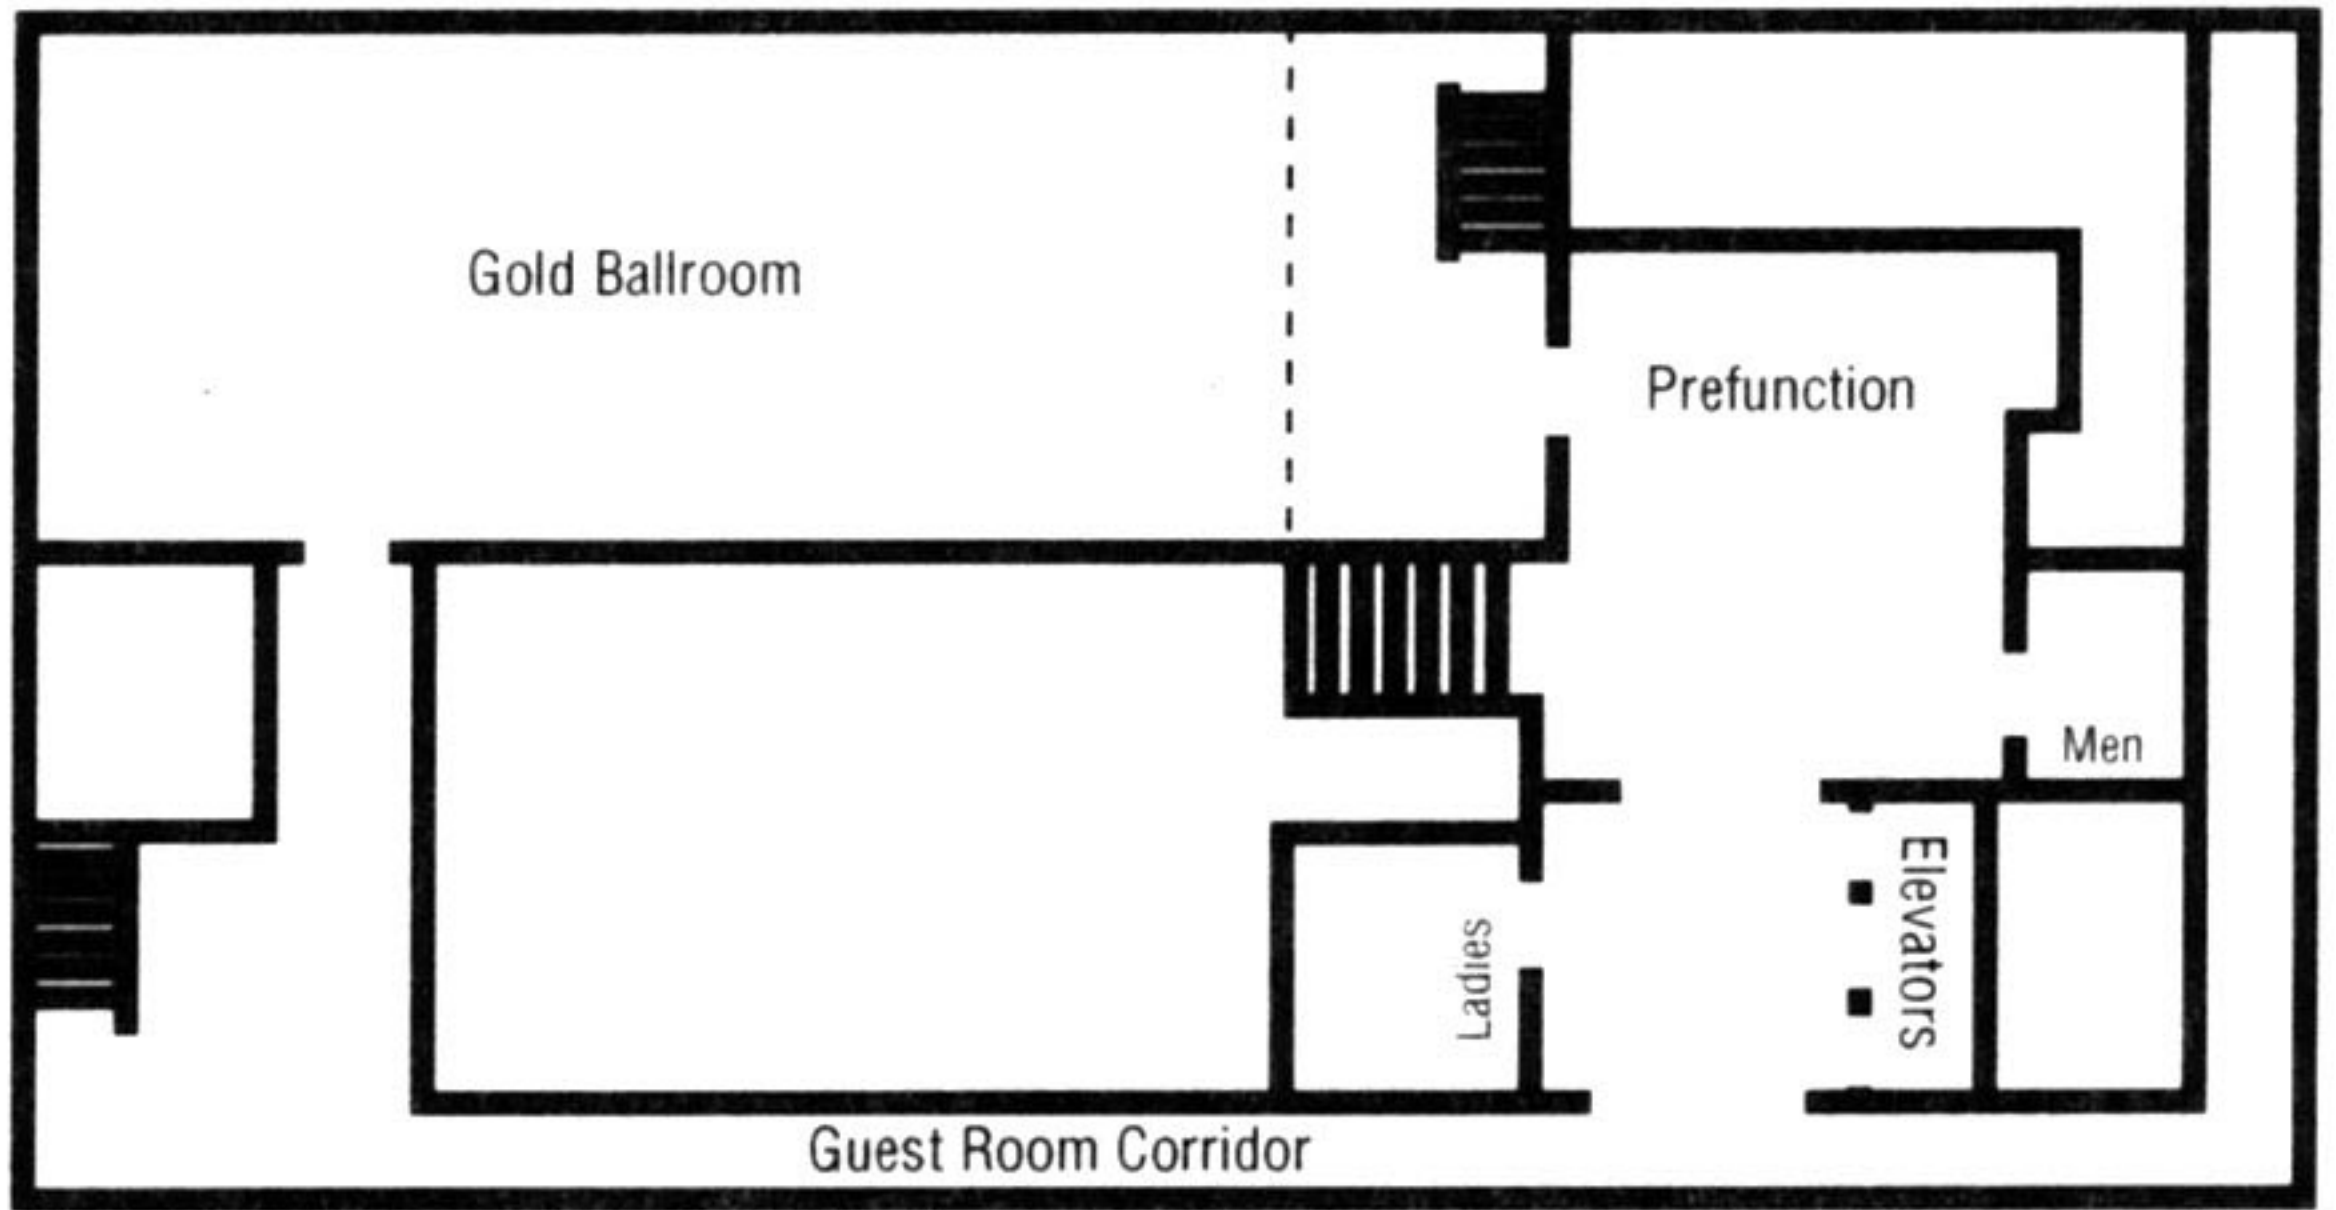 Gold Ballroom
Prefunction
Men
Elevators
Ladies
Guest Room Corridor